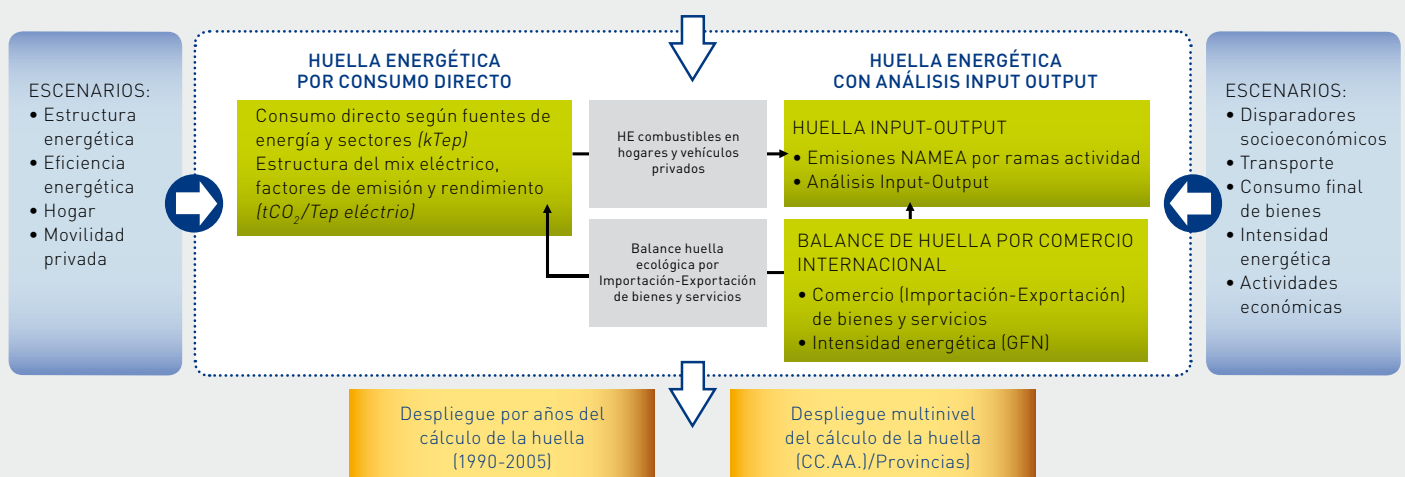 ESCENARIOS:
• Estructura
energética
• Eficiencia
energética
• Hogar
• Movilidad
privada
HUELLA ENERGÉTICA
POR CONSUMO DIRECTO
Consumo directo según fuentes de
energía y sectores (kTep)
Estructura del mix eléctrico,
factores de emisión y rendimiento
(tCO₂/Tep eléctrio)
HE combustibles en
hogares y vehículos
privados
Balance huella
ecológica por
Importación-Exportación
de bienes y servicios
HUELLA ENERGÉTICA
CON ANÁLISIS INPUT OUTPUT
HUELLA INPUT-OUTPUT
• Emisiones NAMEA por ramas actividad
• Análisis Input-Output
BALANCE DE HUELLA POR COMERCIO
INTERNACIONAL
• Comercio (Importación-Exportación)
de bienes y servicios
• Intensidad energética (GFN)
ESCENARIOS:
• Disparadores
socioeconómicos
• Transporte
• Consumo final
de bienes
• Intensidad
energética
• Actividades
económicas
Despliegue por años del
cálculo de la huella
(1990-2005)
Despliegue multinivel
del cálculo de la huella
(CC.AA.)/Provincias)